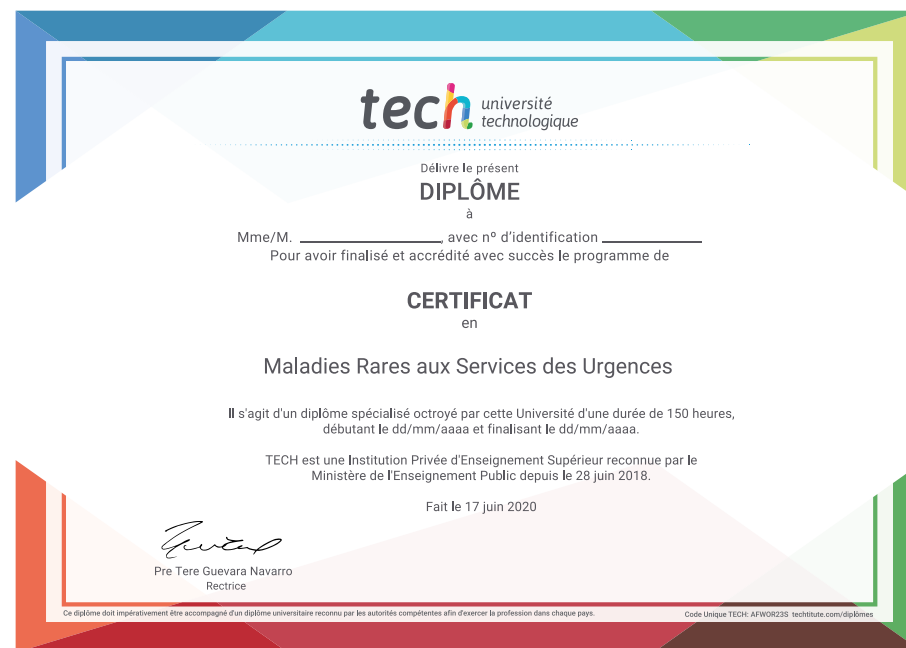 tech université
technologique
Délivre le présent
DIPLÔME
à
Mme/M. ____________________, avec nº d'identification ______________
Pour avoir finalisé et accrédité avec succès le programme de
CERTIFICAT
en
Maladies Rares aux Services des Urgences
Il s'agit d'un diplôme spécialisé octroyé par cette Université d'une durée de 150 heures,
débutant le dd/mm/aaaa et finalisant le dd/mm/aaaa.
TECH est une Institution Privée d'Enseignement Supérieur reconnue par le
Ministère de l'Enseignement Public depuis le 28 juin 2018.
Fait le 17 juin 2020
Pre Tere Guevara Navarro
Rectrice
Ce diplôme doit impérativement être accompagné d'un diplôme universitaire reconnu par les autorités compétentes afin d'exercer la profession dans chaque pays.
Code Unique TECH: AFWOR23S techtitute.com/diplômes